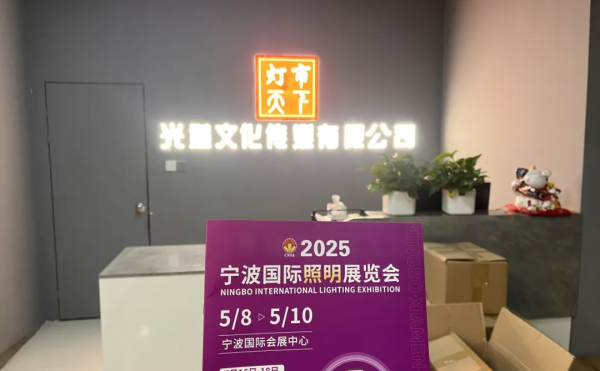 灯市
天下
文化传媒有限公司
2025
宁波国际照明展览会
NINGBO INTERNATIONAL LIGHTING EXHIBITION
5/8 ▷ 5/10
宁波国际会展中心